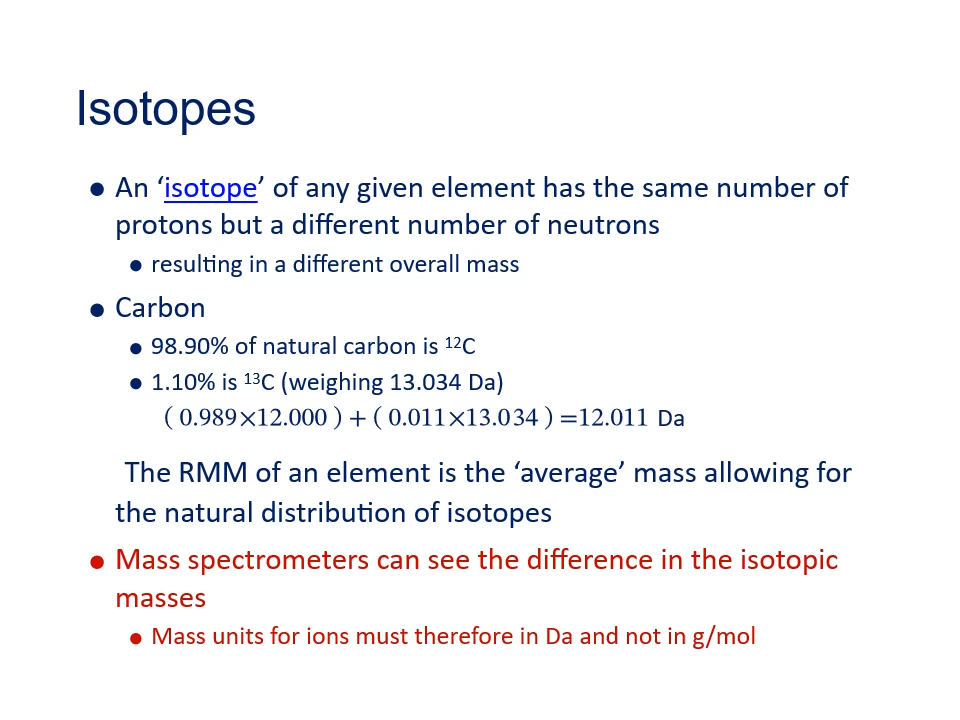 Isotopes
• An ‘isotope’ of any given element has the same number of
protons but a different number of neutrons
• resulting in a different overall mass
• Carbon
• 98.90% of natural carbon is ¹²C
• 1.10% is ¹³C (weighing 13.034 Da)
( 0.989×12.000 ) + ( 0.011×13.034 ) =12.011 Da
The RMM of an element is the ‘average’ mass allowing for
the natural distribution of isotopes
• Mass spectrometers can see the difference in the isotopic
masses
• Mass units for ions must therefore in Da and not in g/mol